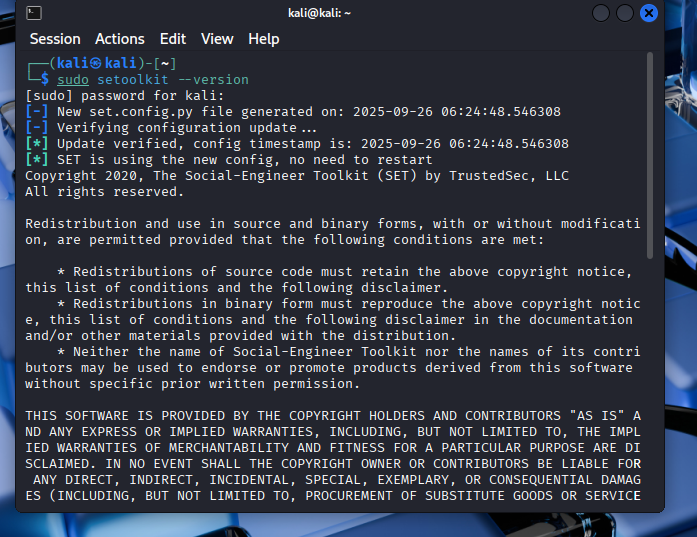 kali@kali: ~
Session Actions Edit View Help
┌──(kali㉿kali)-[~]
└─$ sudo setoolkit --version
[sudo] password for kali:
[-] New set.config.py file generated on: 2025-09-26 06:24:48.546308
[-] Verifying configuration update...
[*] Update verified, config timestamp is: 2025-09-26 06:24:48.546308
[*] SET is using the new config, no need to restart
Copyright 2020, The Social-Engineer Toolkit (SET) by TrustedSec, LLC
All rights reserved.
Redistribution and use in source and binary forms, with or without modificati
on, are permitted provided that the following conditions are met:
* Redistributions of source code must retain the above copyright notice,
this list of conditions and the following disclaimer.
* Redistributions in binary form must reproduce the above copyright notic
e, this list of conditions and the following disclaimer in the documentation
and/or other materials provided with the distribution.
* Neither the name of Social-Engineer Toolkit nor the names of its contri
butors may be used to endorse or promote products derived from this software
without specific prior written permission.
THIS SOFTWARE IS PROVIDED BY THE COPYRIGHT HOLDERS AND CONTRIBUTORS "AS IS" A
ND ANY EXPRESS OR IMPLIED WARRANTIES, INCLUDING, BUT NOT LIMITED TO, THE IMPL
IED WARRANTIES OF MERCHANTABILITY AND FITNESS FOR A PARTICULAR PURPOSE ARE DI
SCLAIMED. IN NO EVENT SHALL THE COPYRIGHT OWNER OR CONTRIBUTORS BE LIABLE FOR
ANY DIRECT, INDIRECT, INCIDENTAL, SPECIAL, EXEMPLARY, OR CONSEQUENTIAL DAMAG
ES (INCLUDING, BUT NOT LIMITED TO, PROCUREMENT OF SUBSTITUTE GOODS OR SERVICE